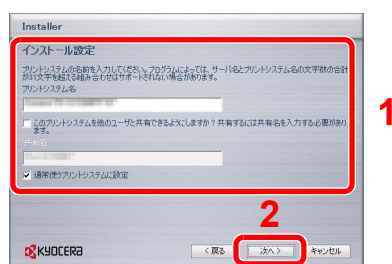 Installer
インストール設定
プリントシステムの名前を入力してください。プログラムによっては、サーバ名とプリントシステム名の文字数の合計
が31文字を超える組み合わせはサポートされない場合があります。
プリントシステム名:
このプリントシステムを他のユーザと共有できるようにしますか？共有するには共有名を入力する必要があり
ます。
共有名:
通常使うプリントシステムに設定
1
2
KYOCERA
< 戻る
次へ >
キャンセル